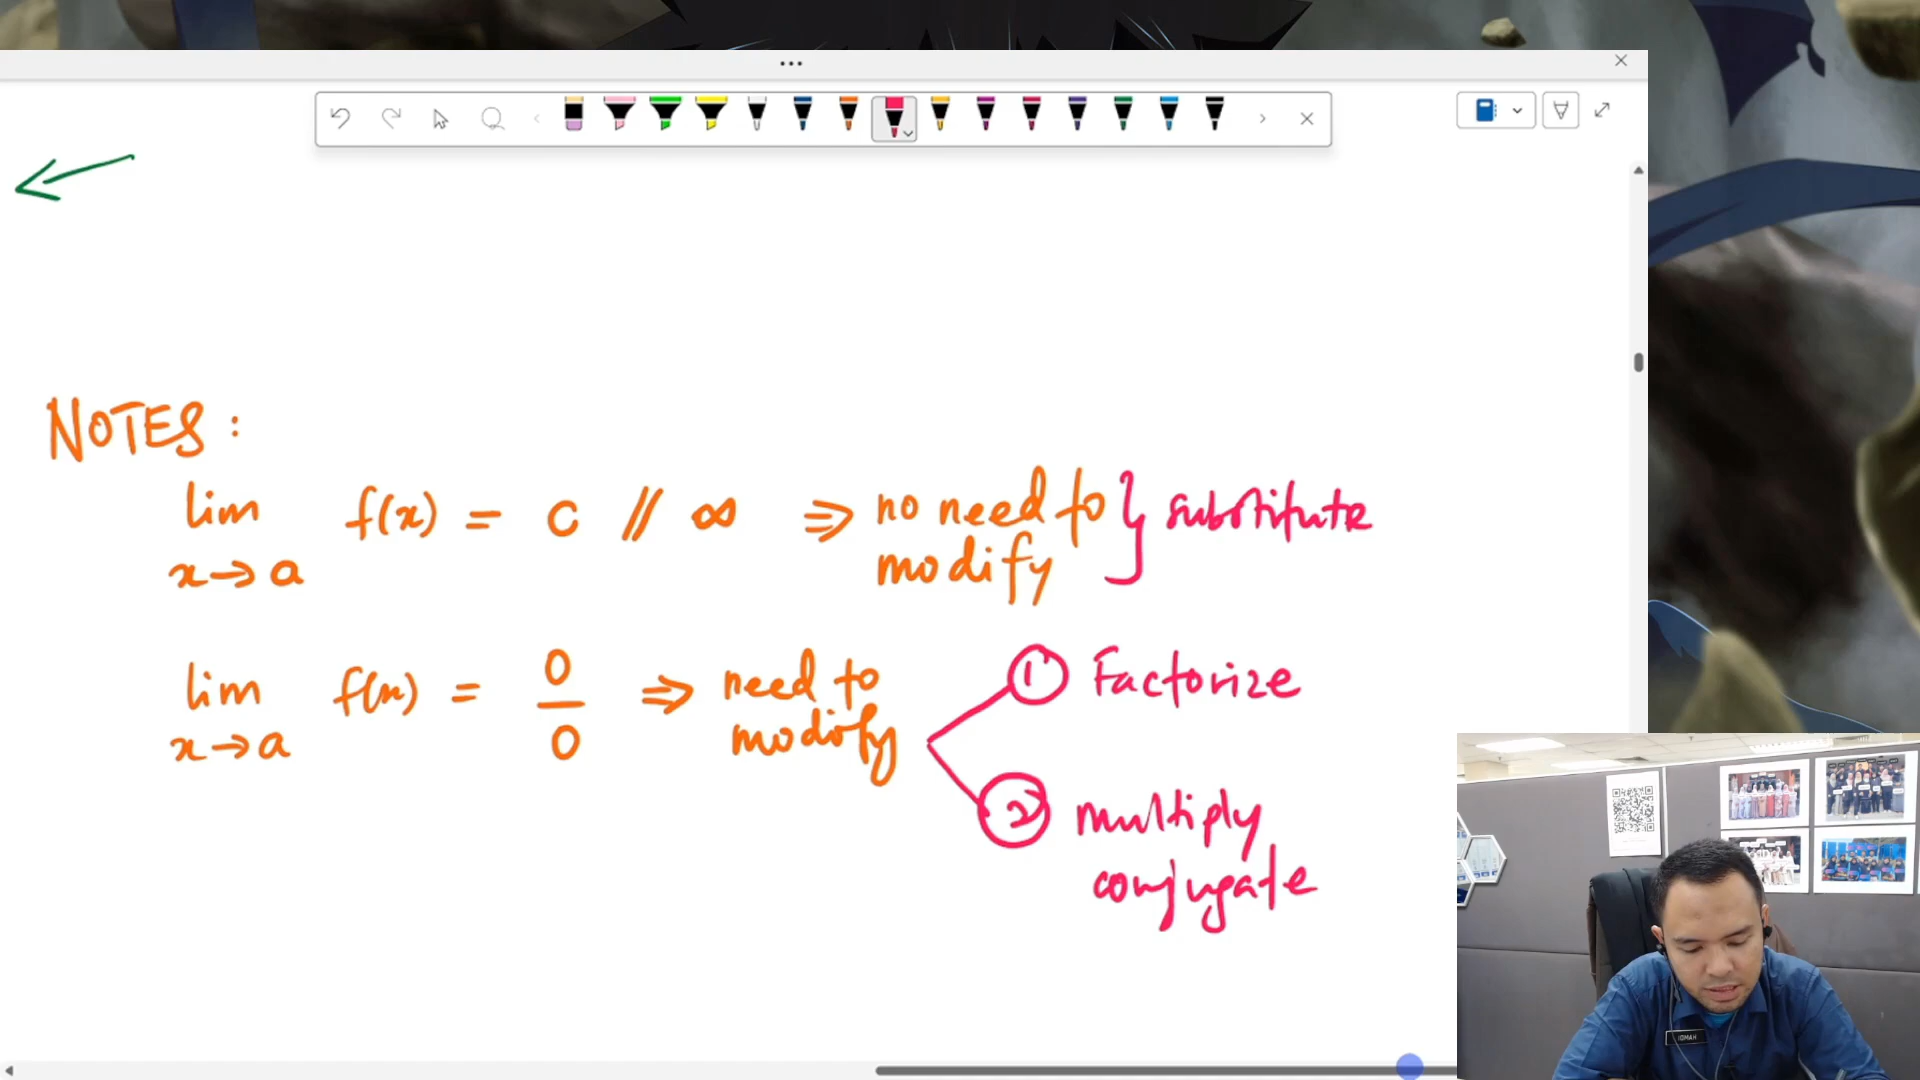 NOTES :
lim f(x) = c // ∞ ⇒ no need to } substitute
x→a modify
lim f(x) = 0/0 ⇒ need to ① Factorize
x→a modify
② multiply
conjugate